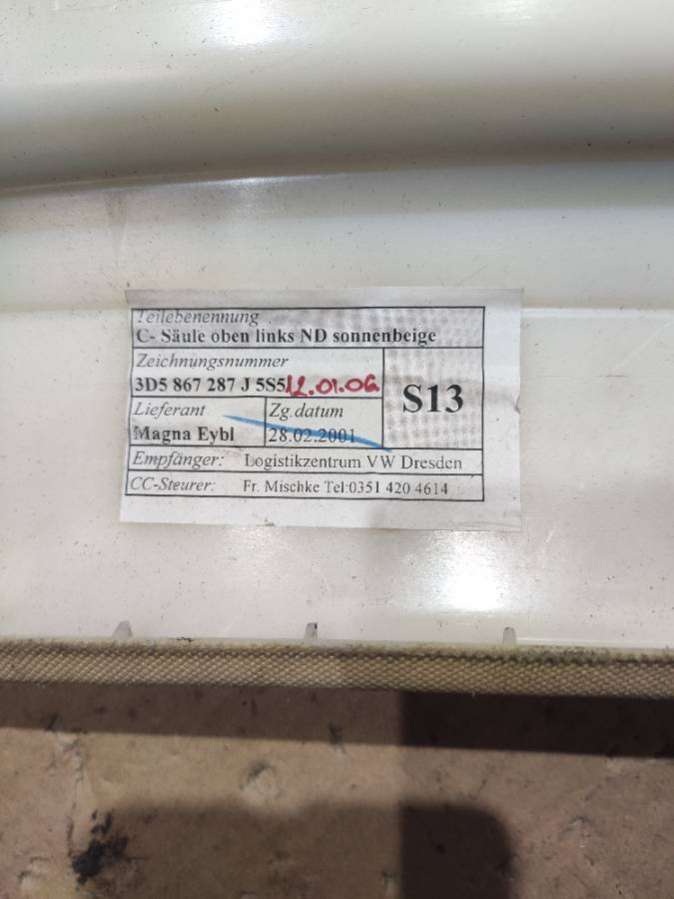 Teilebenennung
C- Säule oben links ND sonnenbeige
Zeichnungsnummer
3D5 867 287 J 5S5 12.01.06
S13
Lieferant Zg.datum
Magna Eybl 28.02.2001
Empfänger: Logistikzentrum VW Dresden
CC-Steurer: Fr. Mischke Tel:0351 420 4614